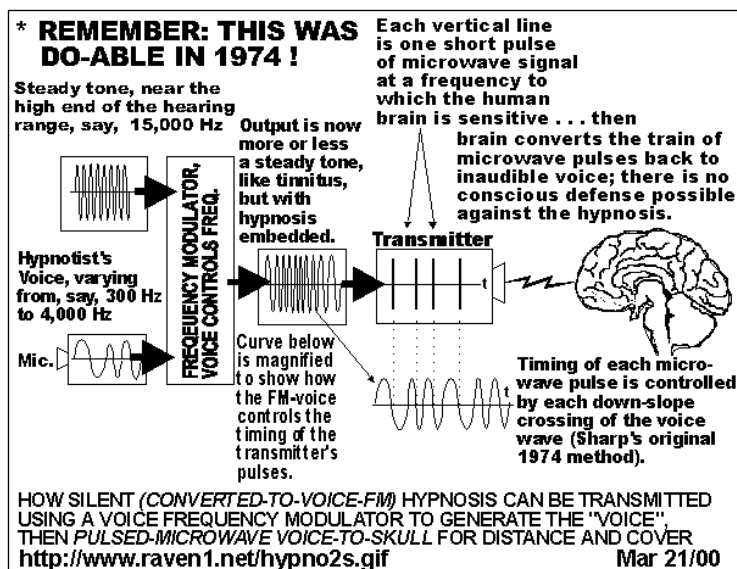 * REMEMBER: THIS WAS
DO-ABLE IN 1974 !
Steady tone, near the
high end of the hearing
range, say, 15,000 Hz
Each vertical line
is one short pulse
of microwave signal
at a frequency to
which the human
brain is sensitive . . . then
brain converts the train of
microwave pulses back to
inaudible voice; there is no
conscious defense possible
against the hypnosis.
Output is now
more or less
a steady tone,
like tinnitus,
but with
hypnosis
embedded.
FREQEUENCY MODULATOR,
VOICE CONTROLS FREQ.
Transmitter
t
Hypnotist's
Voice, varying
from, say, 300 Hz
to 4,000 Hz
Mic.
Curve below
is magnified
to show how
the FM-voice
controls the
timing of the
transmitter's
pulses.
t
Timing of each micro-
wave pulse is controlled
by each down-slope
crossing of the voice
wave (Sharp's original
1974 method).
HOW SILENT (CONVERTED-TO-VOICE-FM) HYPNOSIS CAN BE TRANSMITTED
USING A VOICE FREQUENCY MODULATOR TO GENERATE THE "VOICE",
THEN PULSED-MICROWAVE VOICE-TO-SKULL FOR DISTANCE AND COVER
http://www.raven1.net/hypno2s.gif Mar 21/00